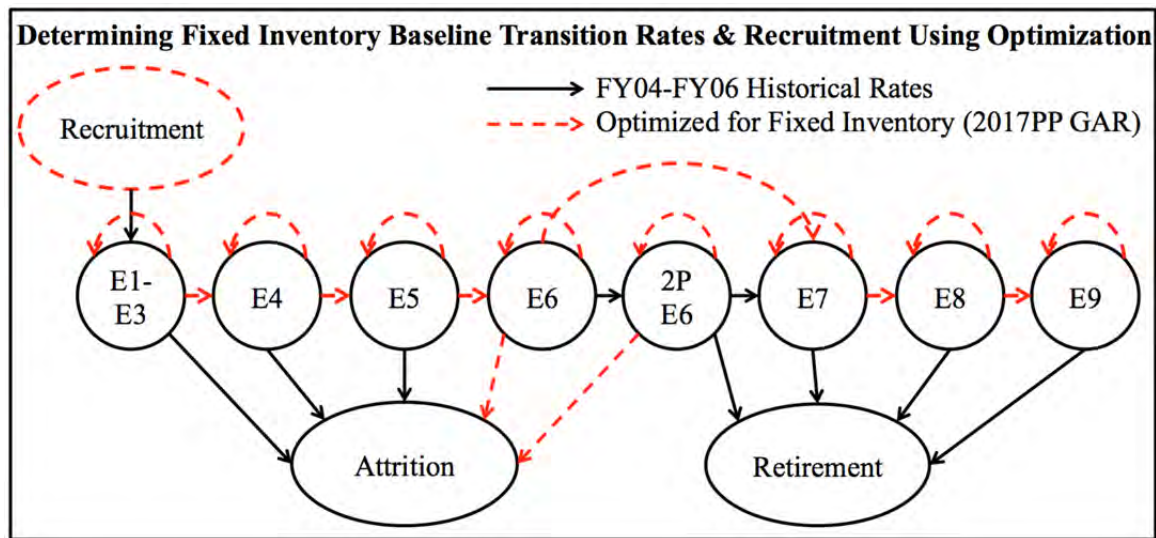 Determining Fixed Inventory Baseline Transition Rates & Recruitment Using Optimization
FY04-FY06 Historical Rates
Optimized for Fixed Inventory (2017PP GAR)
Recruitment
E1-
E3
E4
E5
E6
2P
E6
E7
E8
E9
Attrition
Retirement